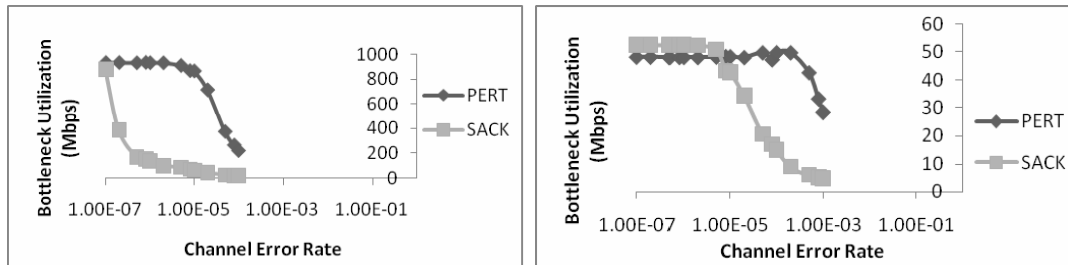 Bottleneck Utilization
(Mbps)
1000
800
600
400
200
0
PERT
SACK
1.00E-07 1.00E-05 1.00E-03 1.00E-01
Channel Error Rate
Bottleneck Utilization
(Mbps)
60
50
40
30
20
10
0
PERT
SACK
1.00E-07 1.00E-05 1.00E-03 1.00E-01
Channel Error Rate